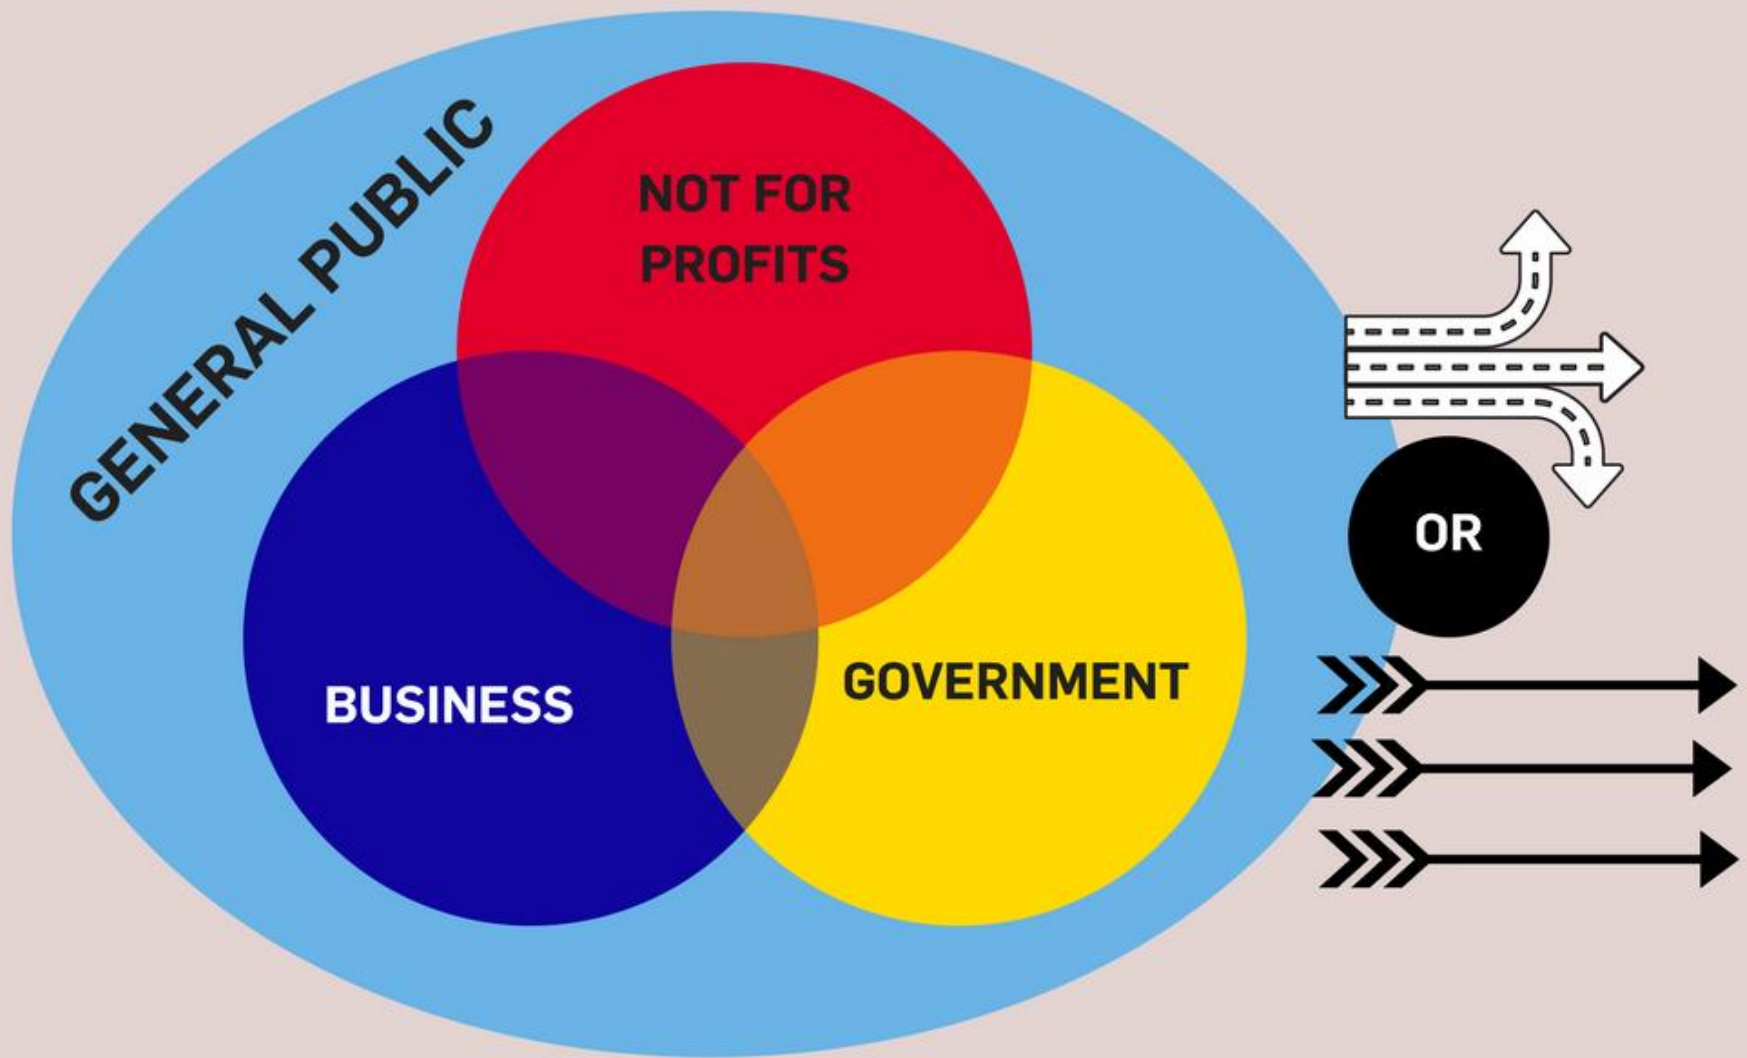 GENERAL PUBLIC
NOT FOR
PROFITS
BUSINESS
GOVERNMENT
OR